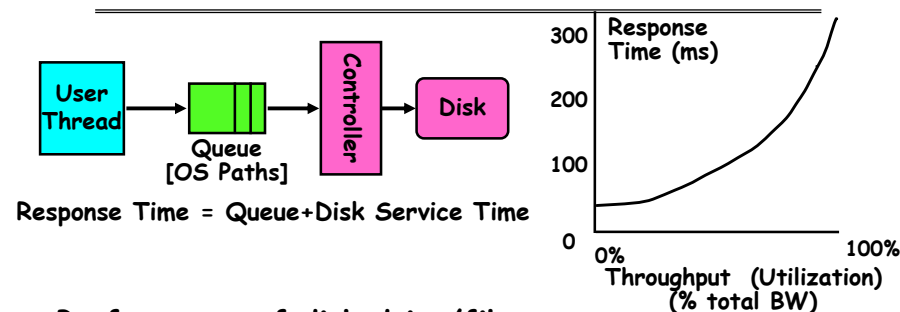 User
Thread
Queue
[OS Paths]
Controller
Disk
Response Time = Queue+Disk Service Time
Response
Time (ms)
300
200
100
0
0%
100%
Throughput (Utilization)
(% total BW)